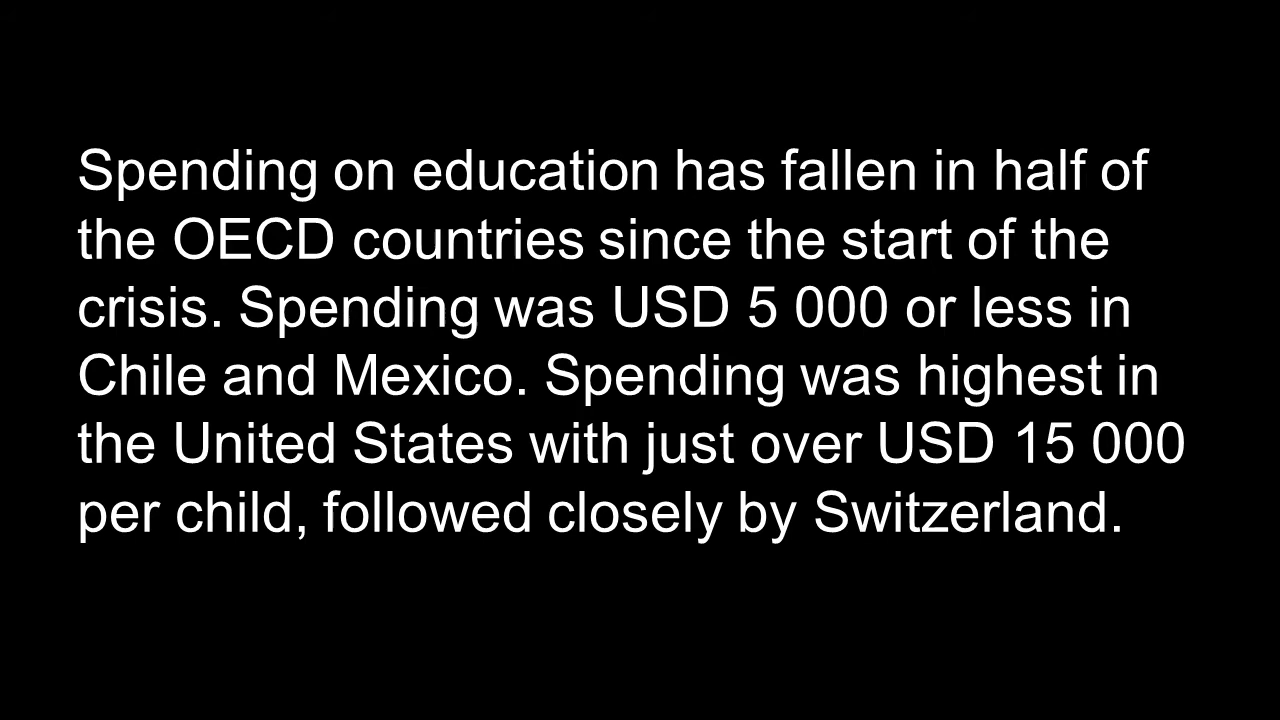 Spending on education has fallen in half of
the OECD countries since the start of the
crisis. Spending was USD 5 000 or less in
Chile and Mexico. Spending was highest in
the United States with just over USD 15 000
per child, followed closely by Switzerland.